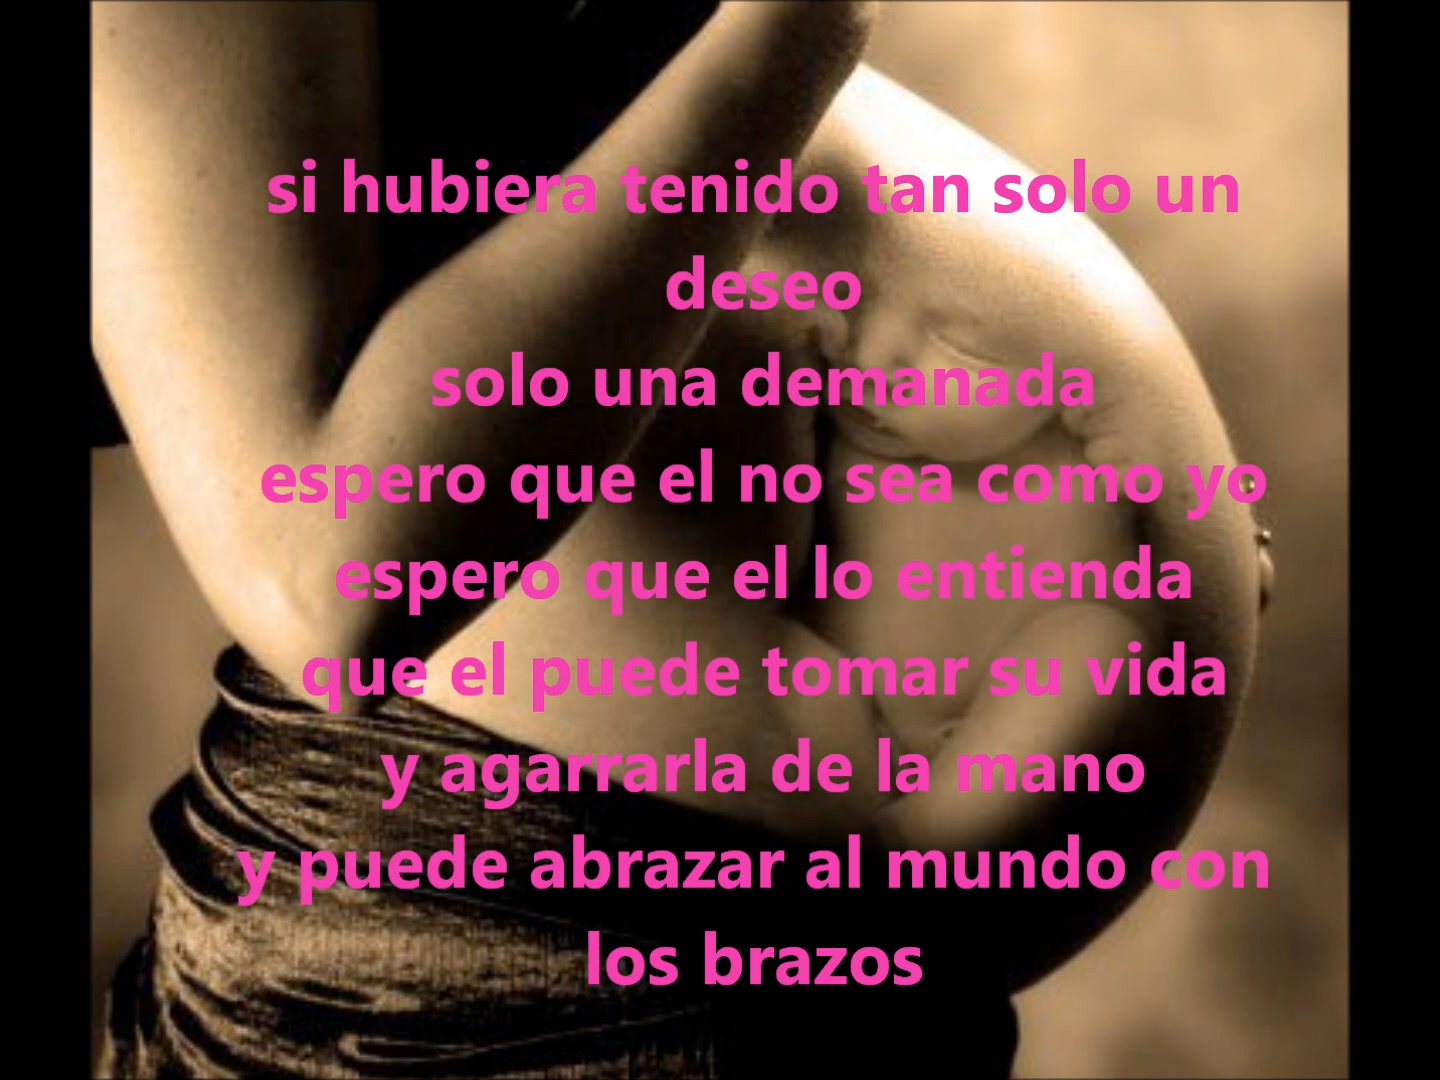 si hubiera tenido tan solo un
deseo
solo una demanada
espero que el no sea como yo
espero que el lo entienda
que el puede tomar su vida
y agarrarla de la mano
y puede abrazar al mundo con
los brazos